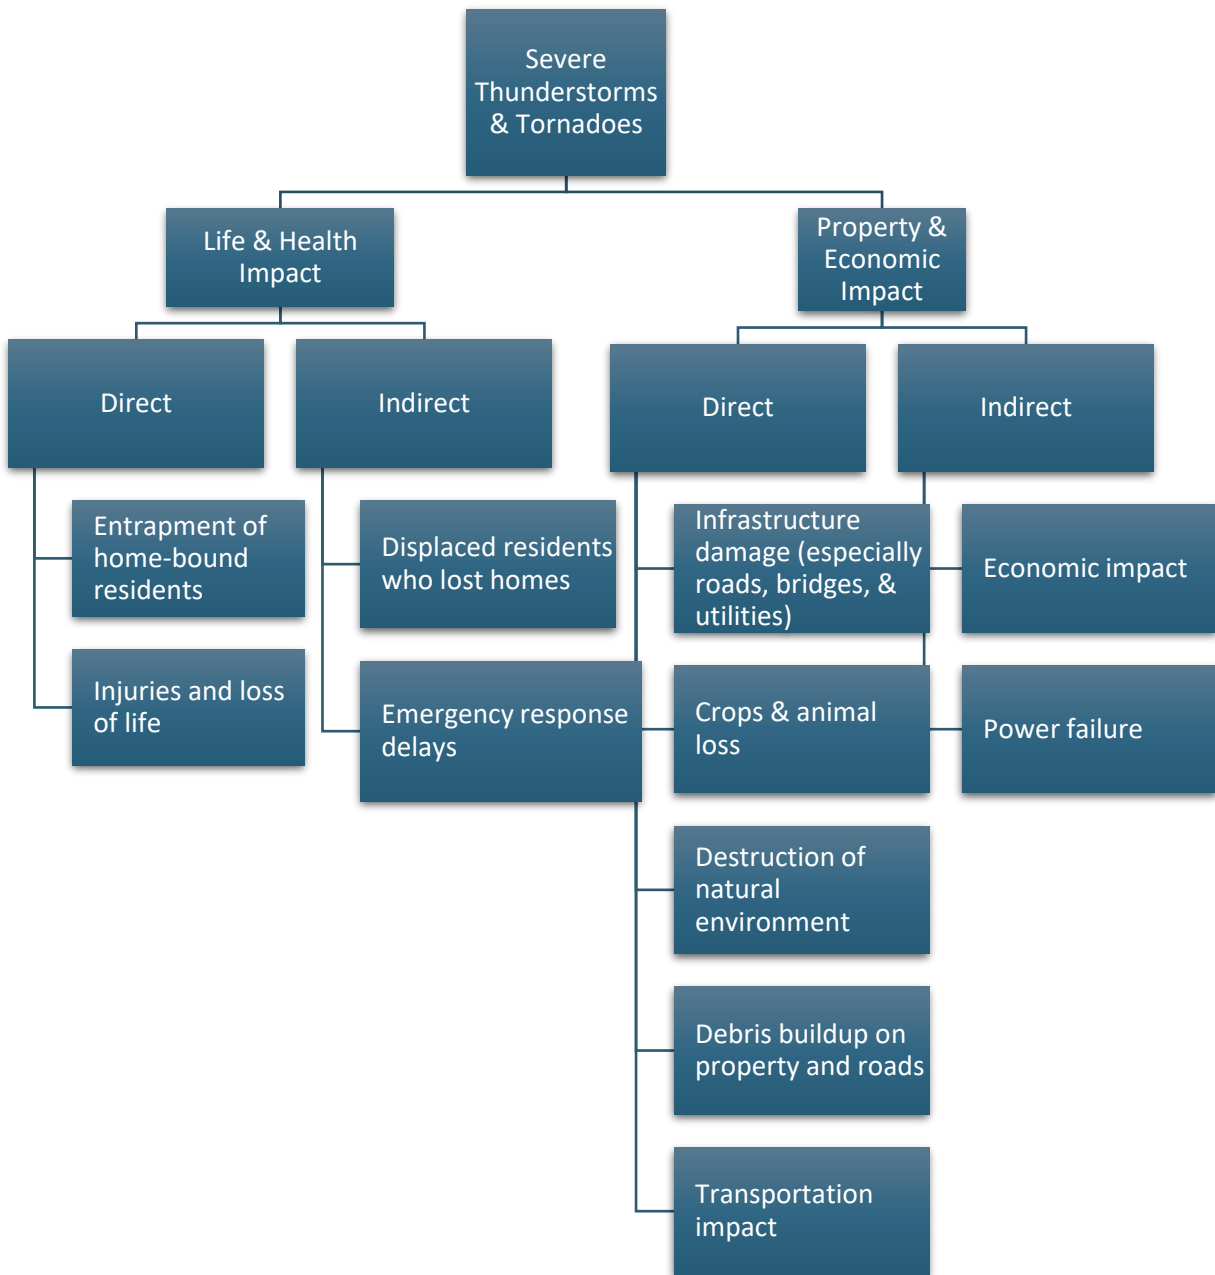 Severe
Thunderstorms
& Tornadoes
Life & Health
Impact
Property &
Economic
Impact
Direct
Indirect
Direct
Indirect
Entrapment of
home-bound
residents
Injuries and loss
of life
Displaced residents
who lost homes
Emergency response
delays
Infrastructure
damage (especially
roads, bridges, &
utilities)
Crops & animal
loss
Destruction of
natural
environment
Debris buildup on
property and roads
Transportation
impact
Economic impact
Power failure